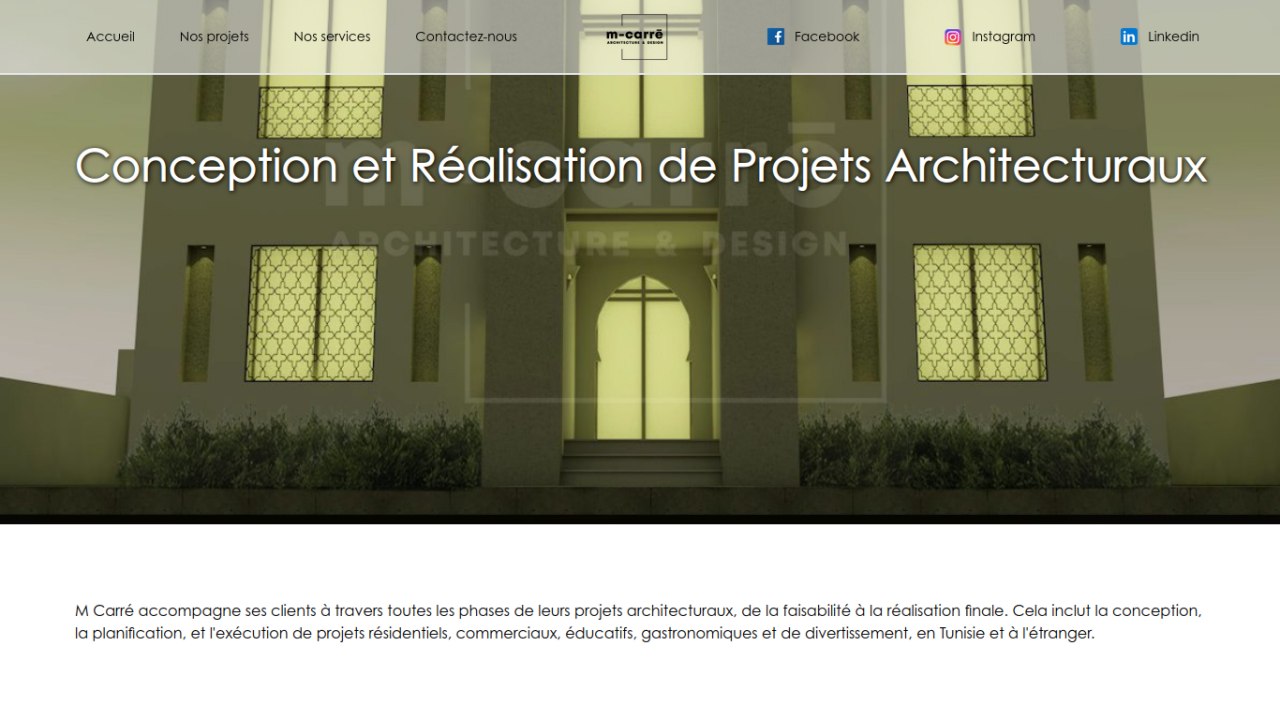 Accueil
Nos projets
Nos services
Contactez-nous
m-carrē
ARCHITECTURE & DESIGN
Facebook
Instagram
Linkedin
Conception et Réalisation de Projets Architecturaux
m-carrē
ARCHITECTURE & DESIGN
M Carré accompagne ses clients à travers toutes les phases de leurs projets architecturaux, de la faisabilité à la réalisation finale. Cela inclut la conception,
la planification, et l'exécution de projets résidentiels, commerciaux, éducatifs, gastronomiques et de divertissement, en Tunisie et à l'étranger.